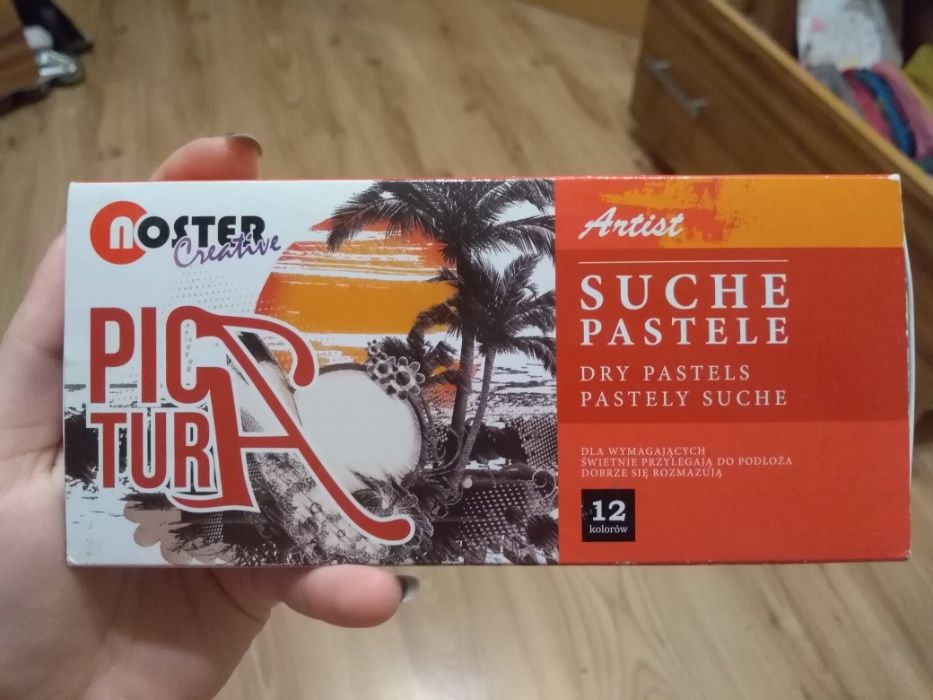 NOSTER
Creative
PIC
TURA
Artist
SUCHE
PASTELE
DRY PASTELS
PASTELY SUCHE
DLA WYMAGAJĄCYCH
ŚWIETNIE PRZYLEGAJĄ DO PODŁOŻA
DOBRZE SIĘ ROZMAZUJĄ
12
kolorów